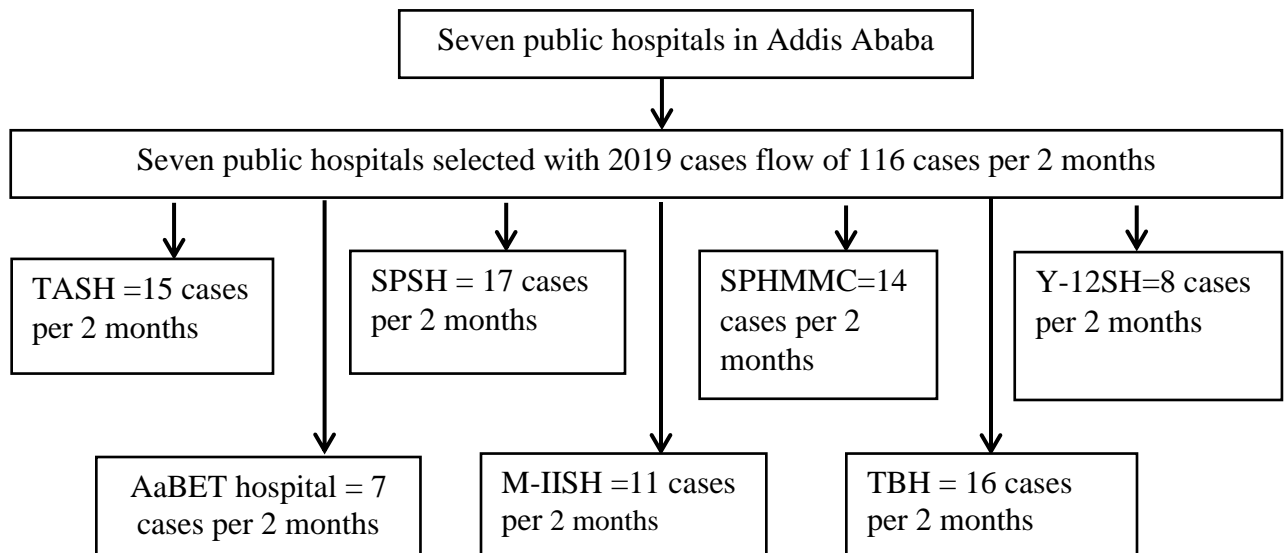 Seven public hospitals in Addis Ababa
Seven public hospitals selected with 2019 cases flow of 116 cases per 2 months
TASH =15 cases
per 2 months
SPSH = 17 cases
per 2 months
SPHMMC=14
cases per 2
months
Y-12SH=8 cases
per 2 months
AaBET hospital = 7
cases per 2 months
M-IISH =11 cases
per 2 months
TBH = 16 cases
per 2 months